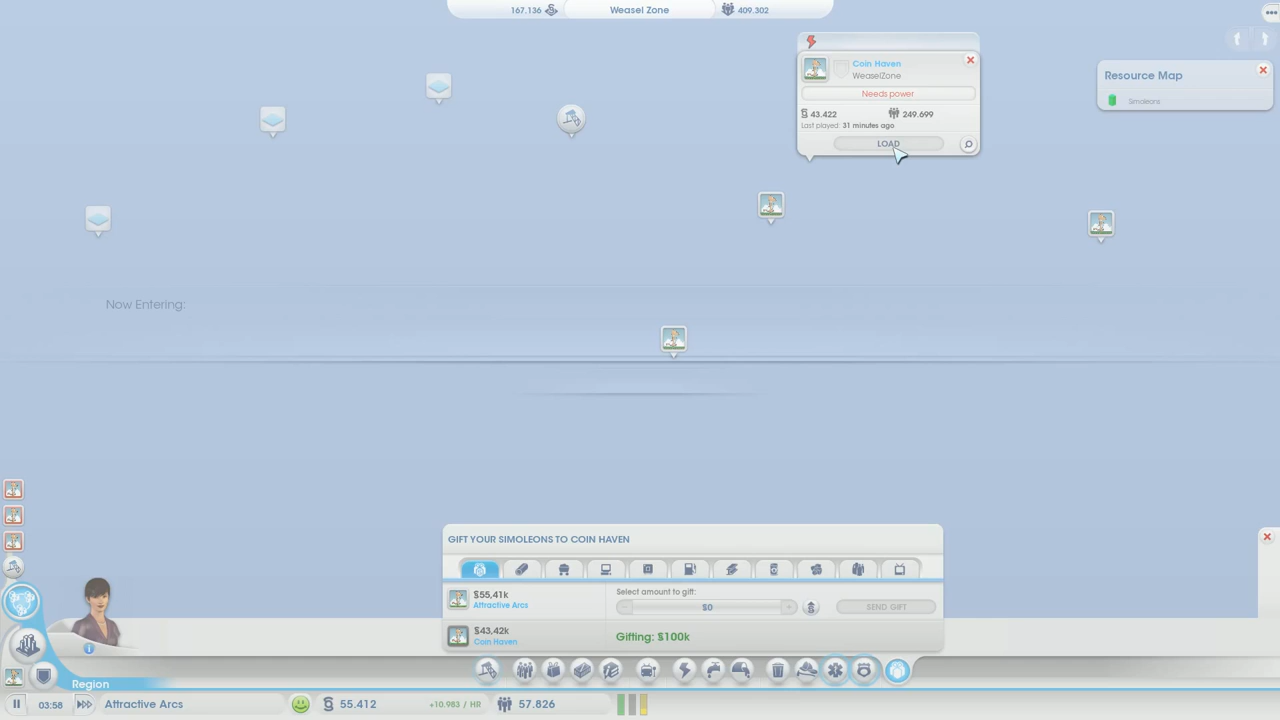 167.136
Weasel Zone
409.302
Coin Haven
WeaselZone
Needs power
43.422
249.699
Last played: 31 minutes ago
LOAD
Resource Map
Simoleons
Now Entering:
GIFT YOUR SIMOLEONS TO COIN HAVEN
§55,41k
Attractive Arcs
Select amount to gift:
§0
SEND GIFT
§43,42k
Coin Haven
Gifting: §100k
Region
03:58
Attractive Arcs
55.412
+10.983 / HR
57.826